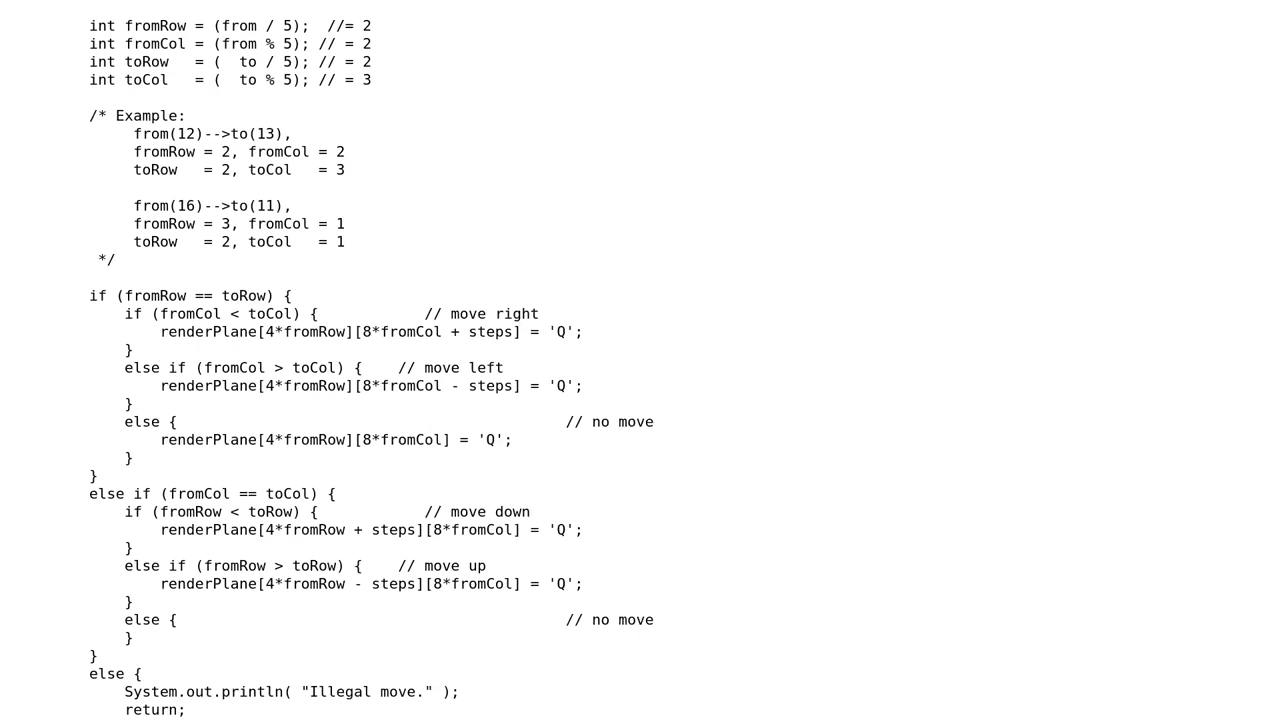 int fromRow = (from / 5);  //= 2
int fromCol = (from % 5); // = 2
int toRow   = (  to / 5); // = 2
int toCol   = (  to % 5); // = 3

/* Example:
     from(12)-->to(13),
     fromRow = 2, fromCol = 2
     toRow   = 2, toCol   = 3

     from(16)-->to(11),
     fromRow = 3, fromCol = 1
     toRow   = 2, toCol   = 1
 */

if (fromRow == toRow) {
    if (fromCol < toCol) {            // move right
        renderPlane[4*fromRow][8*fromCol + steps] = 'Q';
    }
    else if (fromCol > toCol) {    // move left
        renderPlane[4*fromRow][8*fromCol - steps] = 'Q';
    }
    else {                                            // no move
        renderPlane[4*fromRow][8*fromCol] = 'Q';
    }
}
else if (fromCol == toCol) {
    if (fromRow < toRow) {            // move down
        renderPlane[4*fromRow + steps][8*fromCol] = 'Q';
    }
    else if (fromRow > toRow) {    // move up
        renderPlane[4*fromRow - steps][8*fromCol] = 'Q';
    }
    else {                                            // no move
    }
}
else {
    System.out.println( "Illegal move." );
    return;